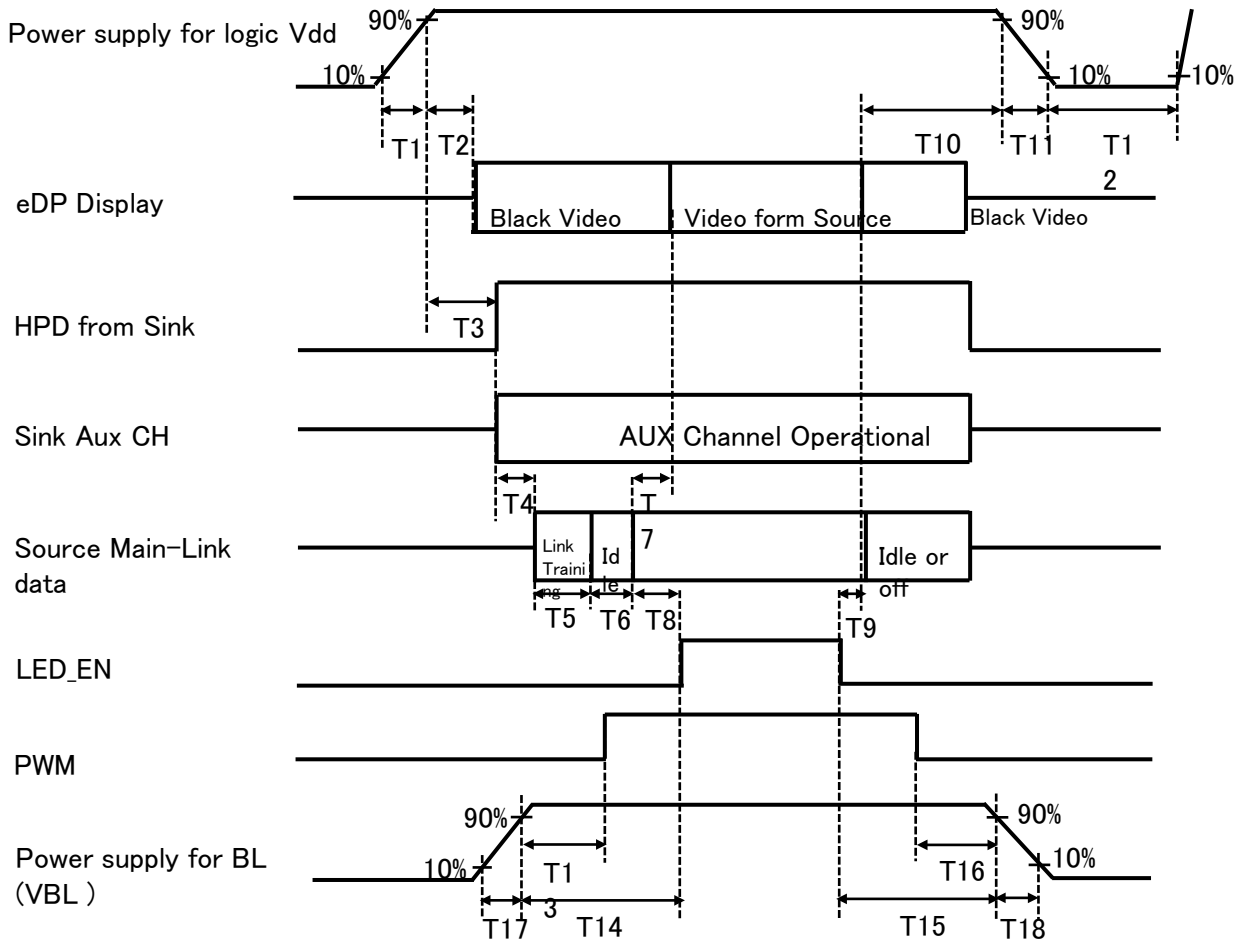 90%
90%
Power supply for logic Vdd
10%
10%
10%
T1
T2
T10
T11
T1
2
eDP Display
Black Video
Video form Source
Black Video
T3
HPD from Sink
Sink Aux CH
AUX Channel Operational
T4
T
7
Source Main-Link
data
Link
Traini
ng
Id
le
Idle or
off
T5
T6
T8
T9
LED_EN
PWM
90%
90%
Power supply for BL
(VBL )
10%
10%
T1
3
T16
T17
T14
T15
T18